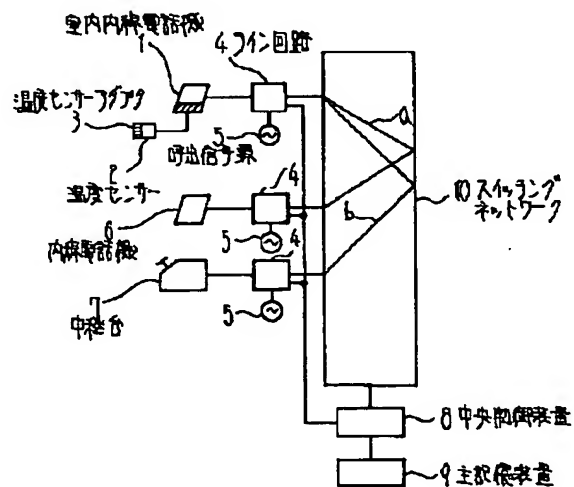 室内内線電話機
1
4 ライン回路
温度センサーアダプタ
3
2
5
呼出信号源
a
温度センサー
6
4
内線電話機
5
4
b
10 スイッチング
ネットワーク
7
中継台
5
8 中央制御装置
9 主記憶装置